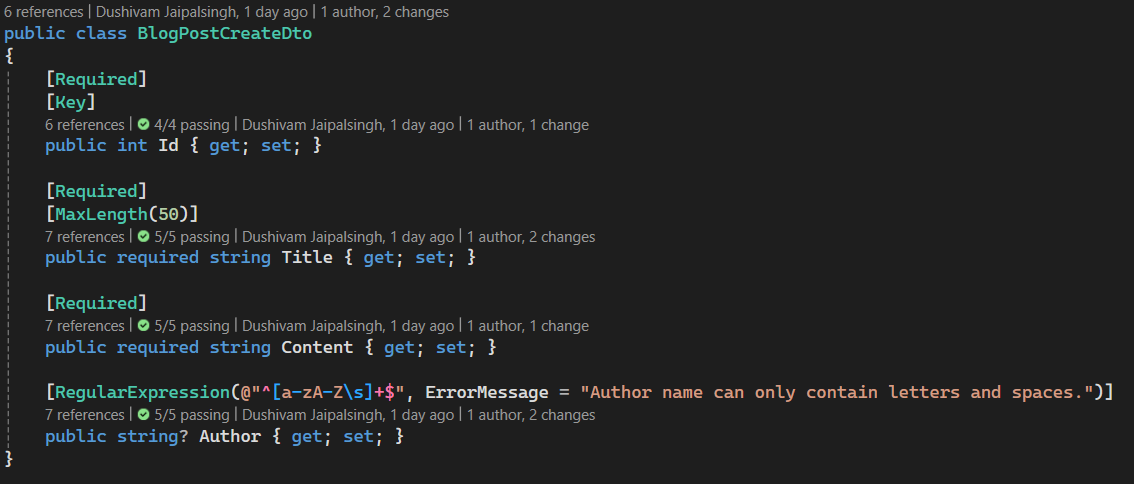 6 references | Dushivam Jaipalsingh, 1 day ago | 1 author, 2 changes
public class BlogPostCreateDto
{
[Required]
[Key]
6 references | 4/4 passing | Dushivam Jaipalsingh, 1 day ago | 1 author, 1 change
public int Id { get; set; }
[Required]
[MaxLength(50)]
7 references | 5/5 passing | Dushivam Jaipalsingh, 1 day ago | 1 author, 2 changes
public required string Title { get; set; }
[Required]
7 references | 5/5 passing | Dushivam Jaipalsingh, 1 day ago | 1 author, 1 change
public required string Content { get; set; }
[RegularExpression(@"^[a-zA-Z\s]+$", ErrorMessage = "Author name can only contain letters and spaces.")]
7 references | 5/5 passing | Dushivam Jaipalsingh, 1 day ago | 1 author, 2 changes
public string? Author { get; set; }
}